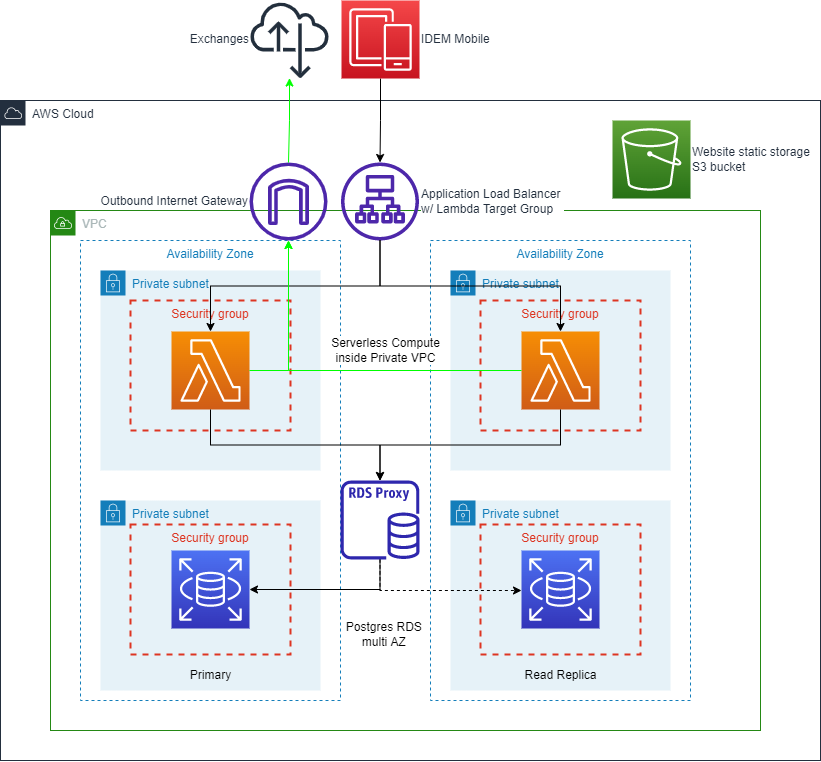 Exchanges
IDEM Mobile
AWS Cloud
Website static storage
S3 bucket
Outbound Internet Gateway
Application Load Balancer
w/ Lambda Target Group
VPC
Availability Zone
Availability Zone
Private subnet
Private subnet
Security group
Security group
Serverless Compute
inside Private VPC
RDS Proxy
Private subnet
Private subnet
Security group
Security group
Postgres RDS
multi AZ
Primary
Read Replica